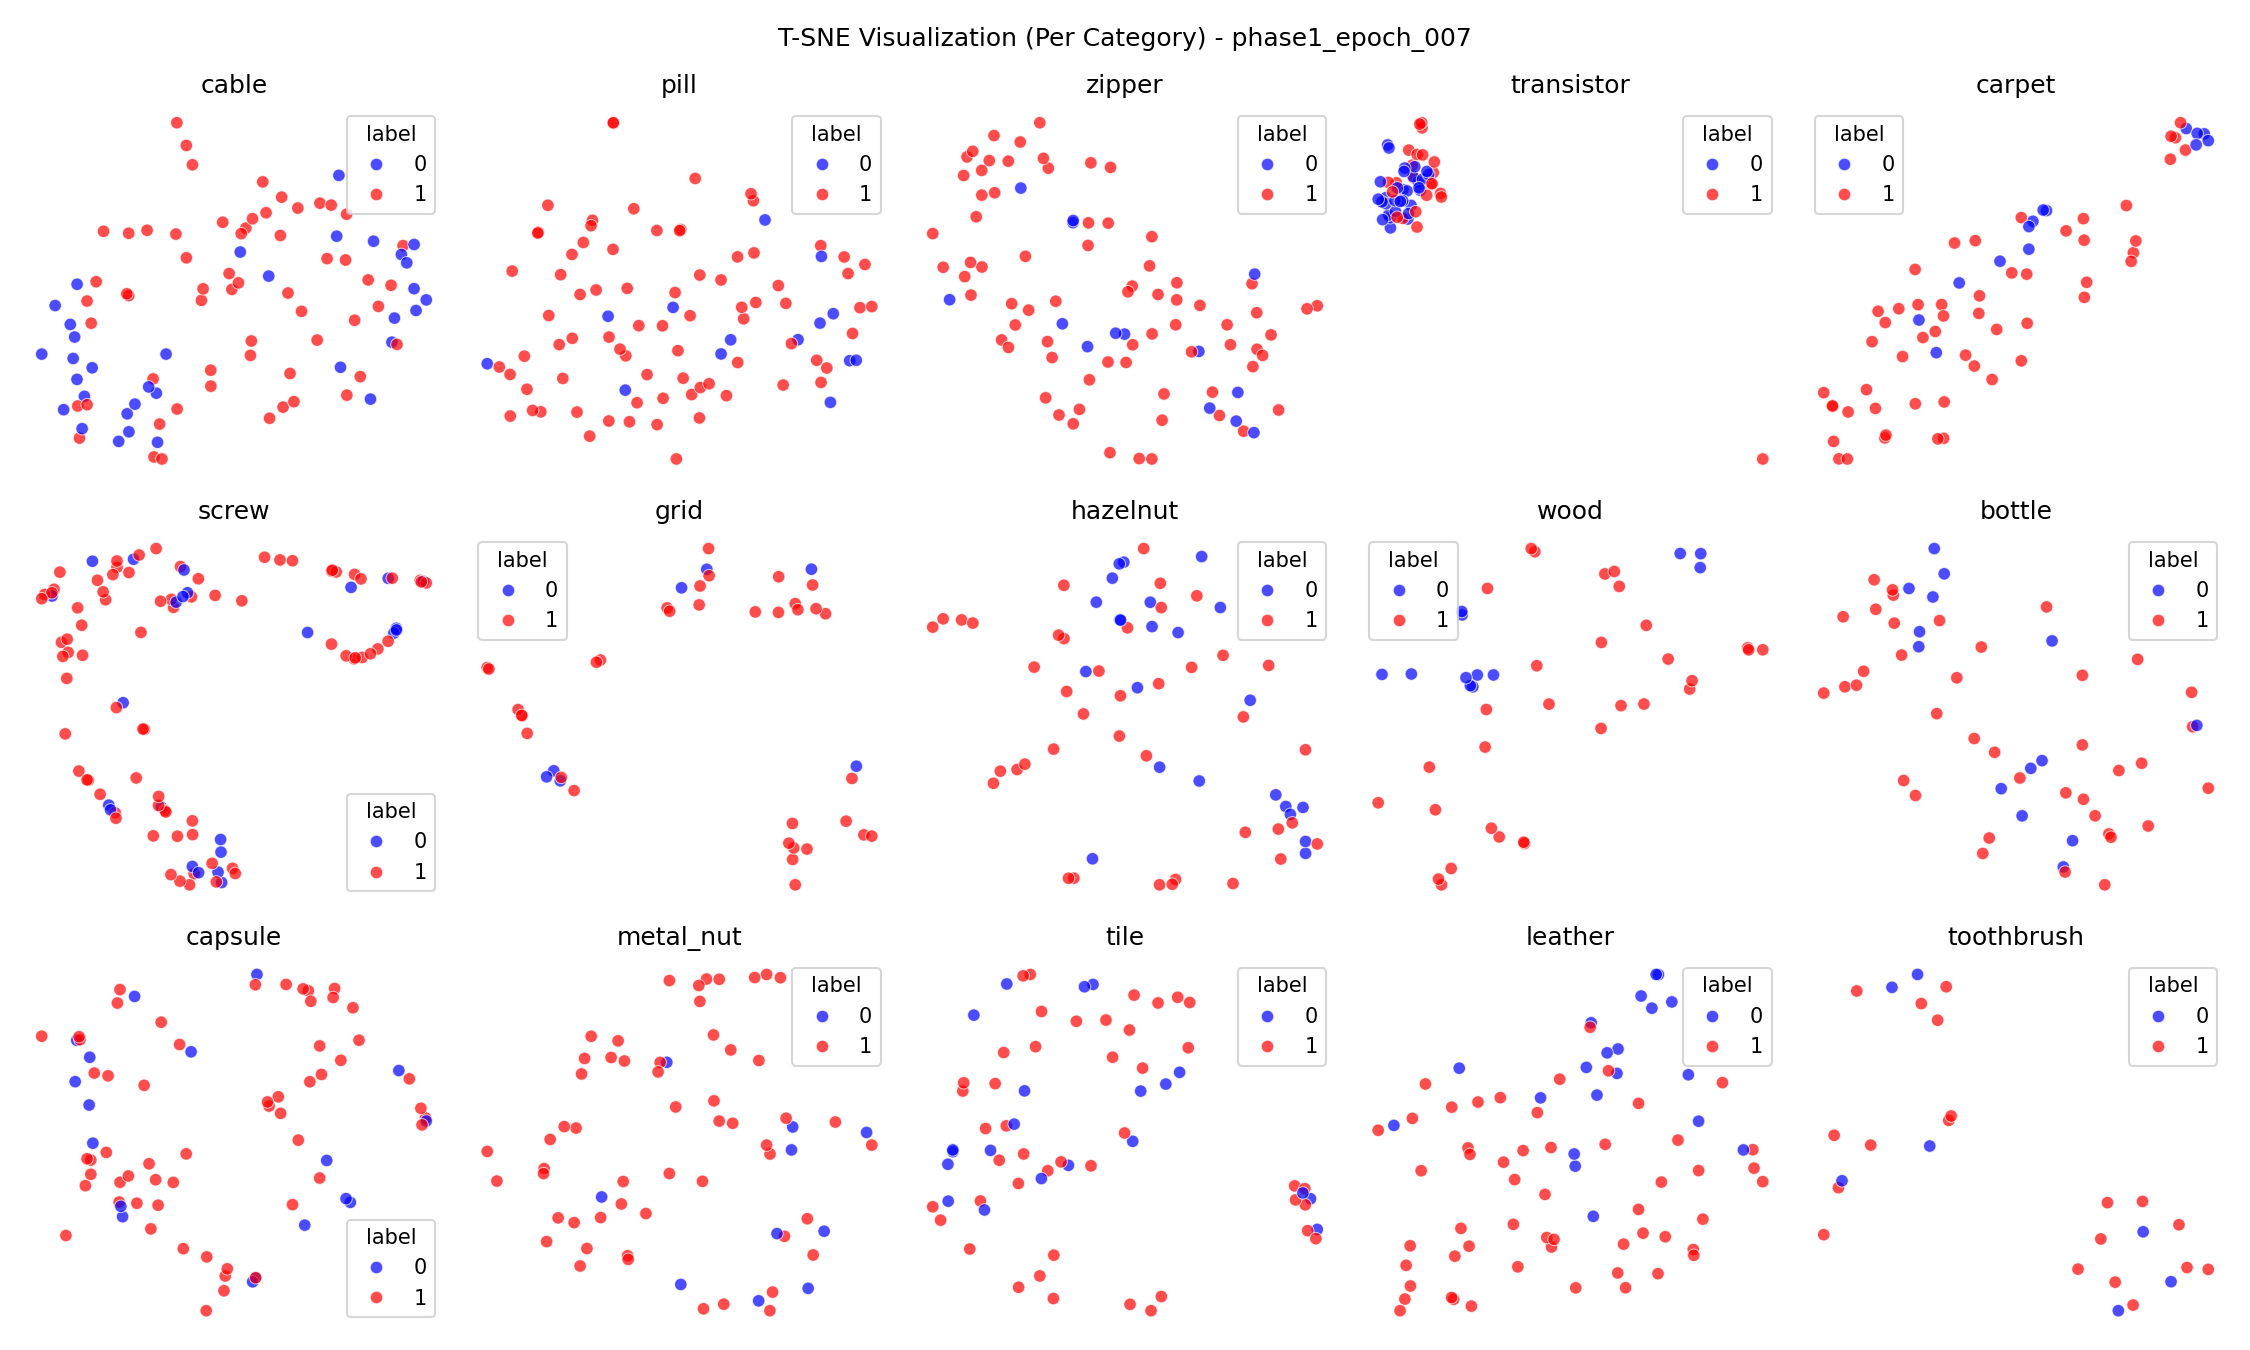 T-SNE Visualization (Per Category) - phase1_epoch_007
cable
pill
zipper
transistor
carpet
label
0
1
label
0
1
label
0
1
label
0
1
label
0
1
screw
grid
hazelnut
wood
bottle
label
0
1
label
0
1
label
0
1
label
0
1
label
0
1
capsule
metal_nut
tile
leather
toothbrush
label
0
1
label
0
1
label
0
1
label
0
1
label
0
1